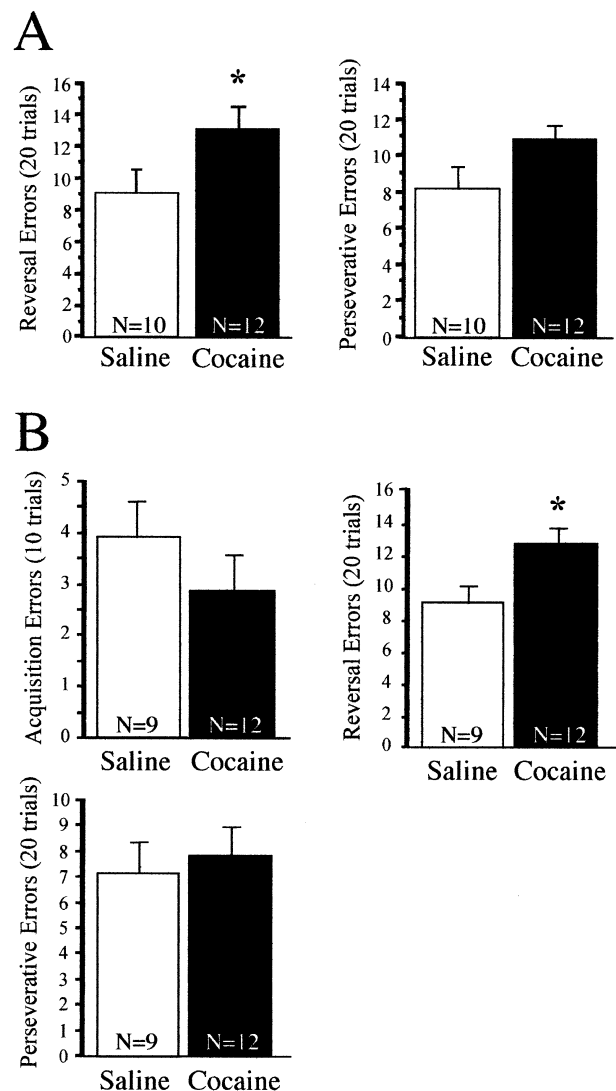 A
Reversal Errors (20 trials)
16
14
12
10
8
6
4
2
0
*
N=10
N=12
Saline
Cocaine
Perseverative Errors (20 trials)
14
12
10
8
6
4
2
0
N=10
N=12
Saline
Cocaine
B
Acquisition Errors (10 trials)
5
4
3
2
1
0
N=9
N=12
Saline
Cocaine
Reversal Errors (20 trials)
16
14
12
10
8
6
4
2
0
*
N=9
N=12
Saline
Cocaine
Perseverative Errors (20 trials)
10
9
8
7
6
5
4
3
2
1
0
N=9
N=12
Saline
Cocaine